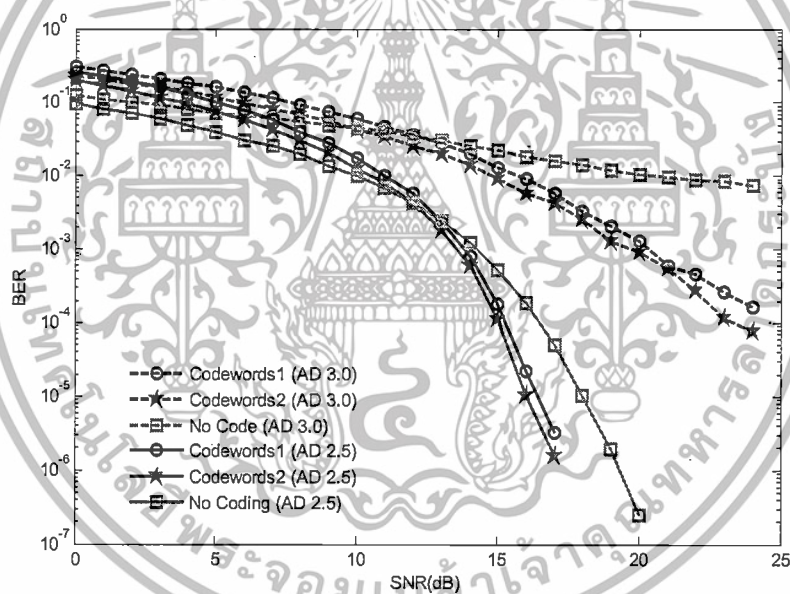 10^0
10^-1
10^-2
10^-3
10^-4
10^-5
10^-6
10^-7
BER
Codewords1 (AD 3.0)
Codewords2 (AD 3.0)
No Code (AD 3.0)
Codewords1 (AD 2.5)
Codewords2 (AD 2.5)
No Coding (AD 2.5)
0 5 10 15 20 25
SNR(dB)